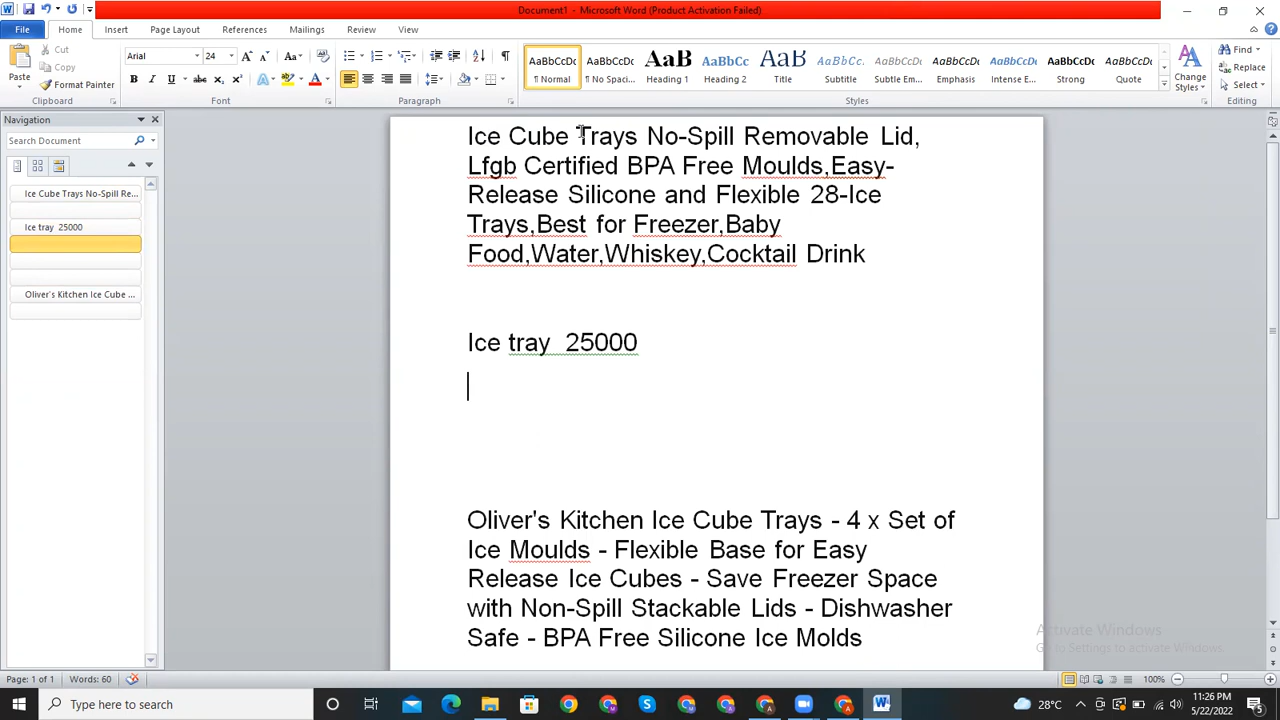 Document1 - Microsoft Word (Product Activation Failed)
File Home Insert Page Layout References Mailings Review View
Paste
Cut
Copy
Format Painter
Clipboard
Arial 24
Font
Paragraph
AaBbCcDc AaBbCcDc AaB AaBbCc AaB AaBbCc. AaBbCcDc AaBbCcDc AaBbCcDc AaBbCcDc AaBbCcDc
¶ Normal ¶ No Spaci... Heading 1 Heading 2 Title Subtitle Subtle Em... Emphasis Intense E... Strong Quote
Styles
Change Styles
Find
Replace
Select
Editing
Navigation
Search Document
Ice Cube Trays No-Spill Re...
Ice tray 25000
Oliver's Kitchen Ice Cube ...
Ice Cube Trays No-Spill Removable Lid,
Lfgb Certified BPA Free Moulds,Easy-
Release Silicone and Flexible 28-Ice
Trays,Best for Freezer,Baby
Food,Water,Whiskey,Cocktail Drink
Ice tray 25000
Oliver's Kitchen Ice Cube Trays - 4 x Set of
Ice Moulds - Flexible Base for Easy
Release Ice Cubes - Save Freezer Space
with Non-Spill Stackable Lids - Dishwasher
Safe - BPA Free Silicone Ice Molds
Activate Windows
Go to Settings to activate Windows.
Page: 1 of 1 Words: 60
100%
Type here to search
28°C
11:26 PM
5/22/2022